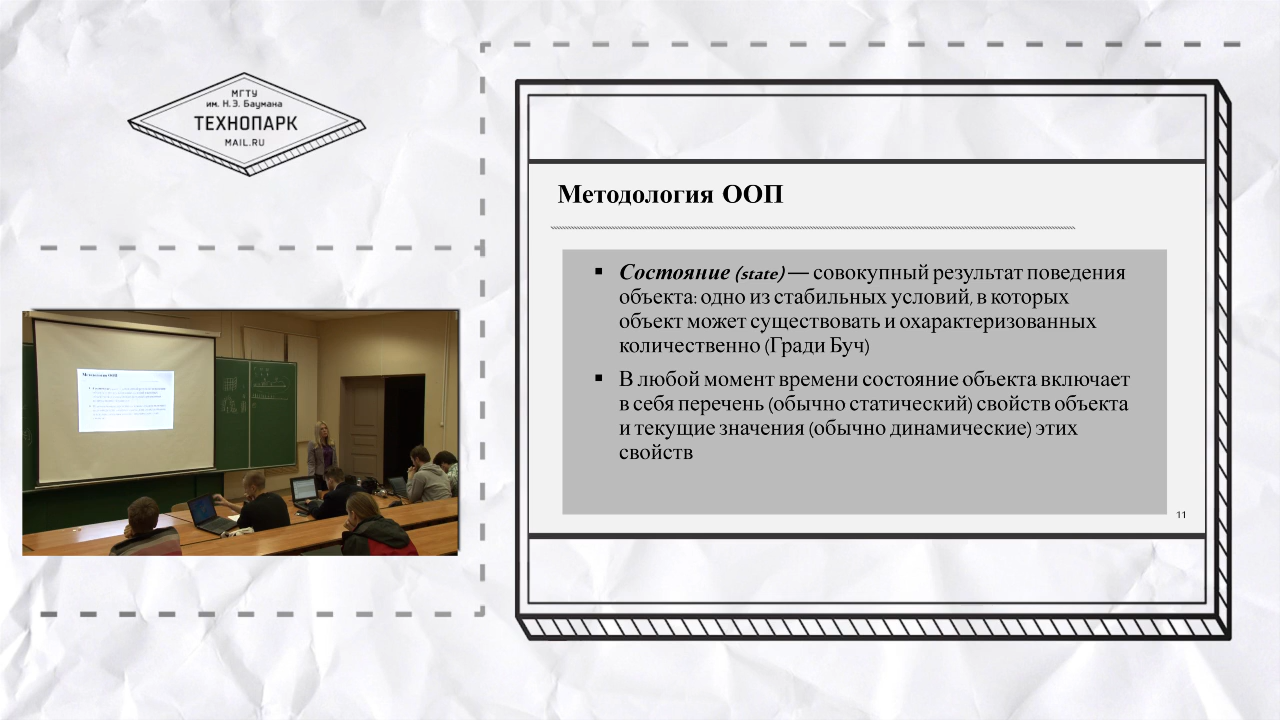 МГТУ
им. Н.Э. Баумана
ТЕХНОПАРК
MAIL.RU
Методология ООП
▪ Состояние (state) — совокупный результат поведения
объекта: одно из стабильных условий, в которых
объект может существовать и охарактеризованных
количественно (Гради Буч)
▪ В любой момент времени состояние объекта включает
в себя перечень (обычно статический) свойств объекта
и текущие значения (обычно динамические) этих
свойств
11
Методология ООП